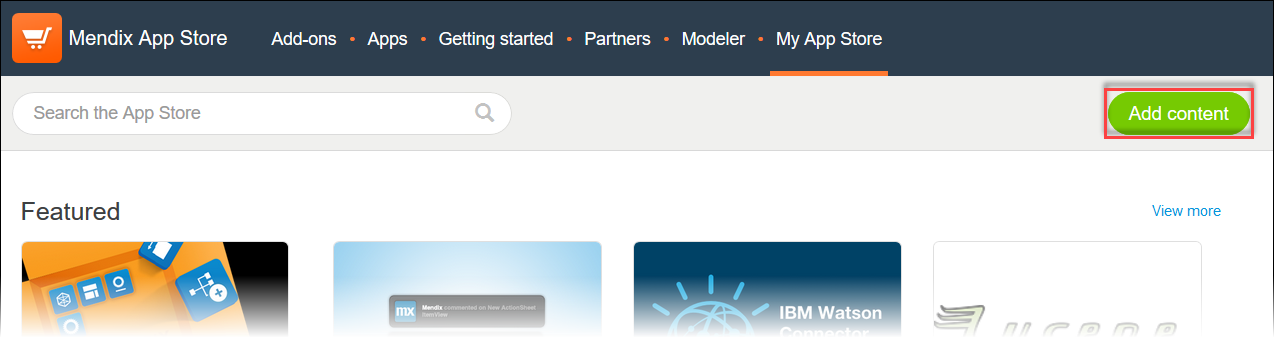 Mendix App Store
Add-ons • Apps • Getting started • Partners • Modeler • My App Store
Search the App Store
Add content
Featured
View more
mx
Mendix commented on New ActionSheet
ItemView
IBM Watson
Connector